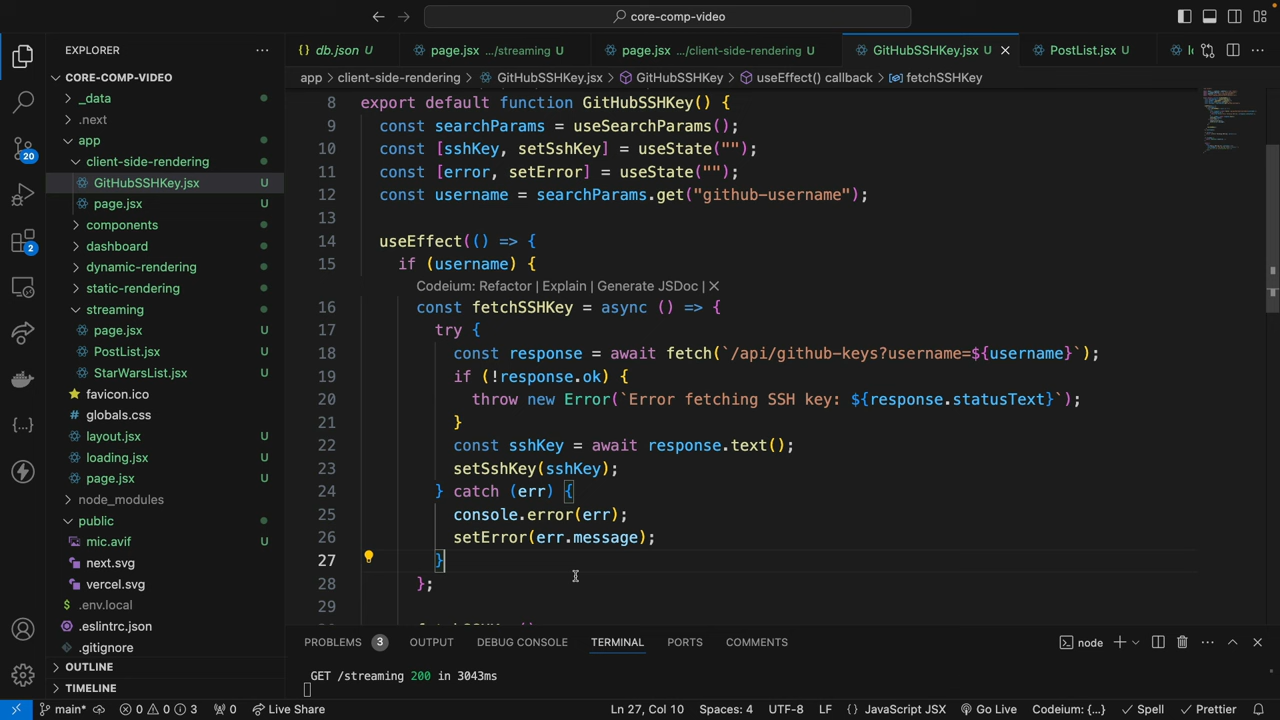 core-comp-video
EXPLORER
CORE-COMP-VIDEO
_data
.next
app
client-side-rendering
GitHubSSHKey.jsx U
page.jsx U
components
dashboard
dynamic-rendering
static-rendering
streaming
page.jsx U
PostList.jsx U
StarWarsList.jsx U
favicon.ico
globals.css
layout.jsx U
loading.jsx U
page.jsx U
node_modules
public
mic.avif U
next.svg
vercel.svg
.env.local
.eslintrc.json
.gitignore
OUTLINE
TIMELINE
20
2
{} db.json U
page.jsx .../streaming U
page.jsx .../client-side-rendering U
GitHubSSHKey.jsx U
PostList.jsx U
app > client-side-rendering > GitHubSSHKey.jsx > GitHubSSHKey > useEffect() callback > fetchSSHKey
8 export default function GitHubSSHKey() {
9 const searchParams = useSearchParams();
10 const [sshKey, setSshKey] = useState("");
11 const [error, setError] = useState("");
12 const username = searchParams.get("github-username");
13
14 useEffect(() => {
15 if (username) {
Codeium: Refactor | Explain | Generate JSDoc | ✕
16 const fetchSSHKey = async () => {
17 try {
18 const response = await fetch(`/api/github-keys?username=${username}`);
19 if (!response.ok) {
20 throw new Error(`Error fetching SSH key: ${response.statusText}`);
21 }
22 const sshKey = await response.text();
23 setSshKey(sshKey);
24 } catch (err) {
25 console.error(err);
26 setError(err.message);
27 }
28 };
29
PROBLEMS 3 OUTPUT DEBUG CONSOLE TERMINAL PORTS COMMENTS
node
GET /streaming 200 in 3043ms
main* 0 0 3 0 Live Share Ln 27, Col 10 Spaces: 4 UTF-8 LF {} JavaScript JSX Go Live Codeium: {...} Spell Prettier